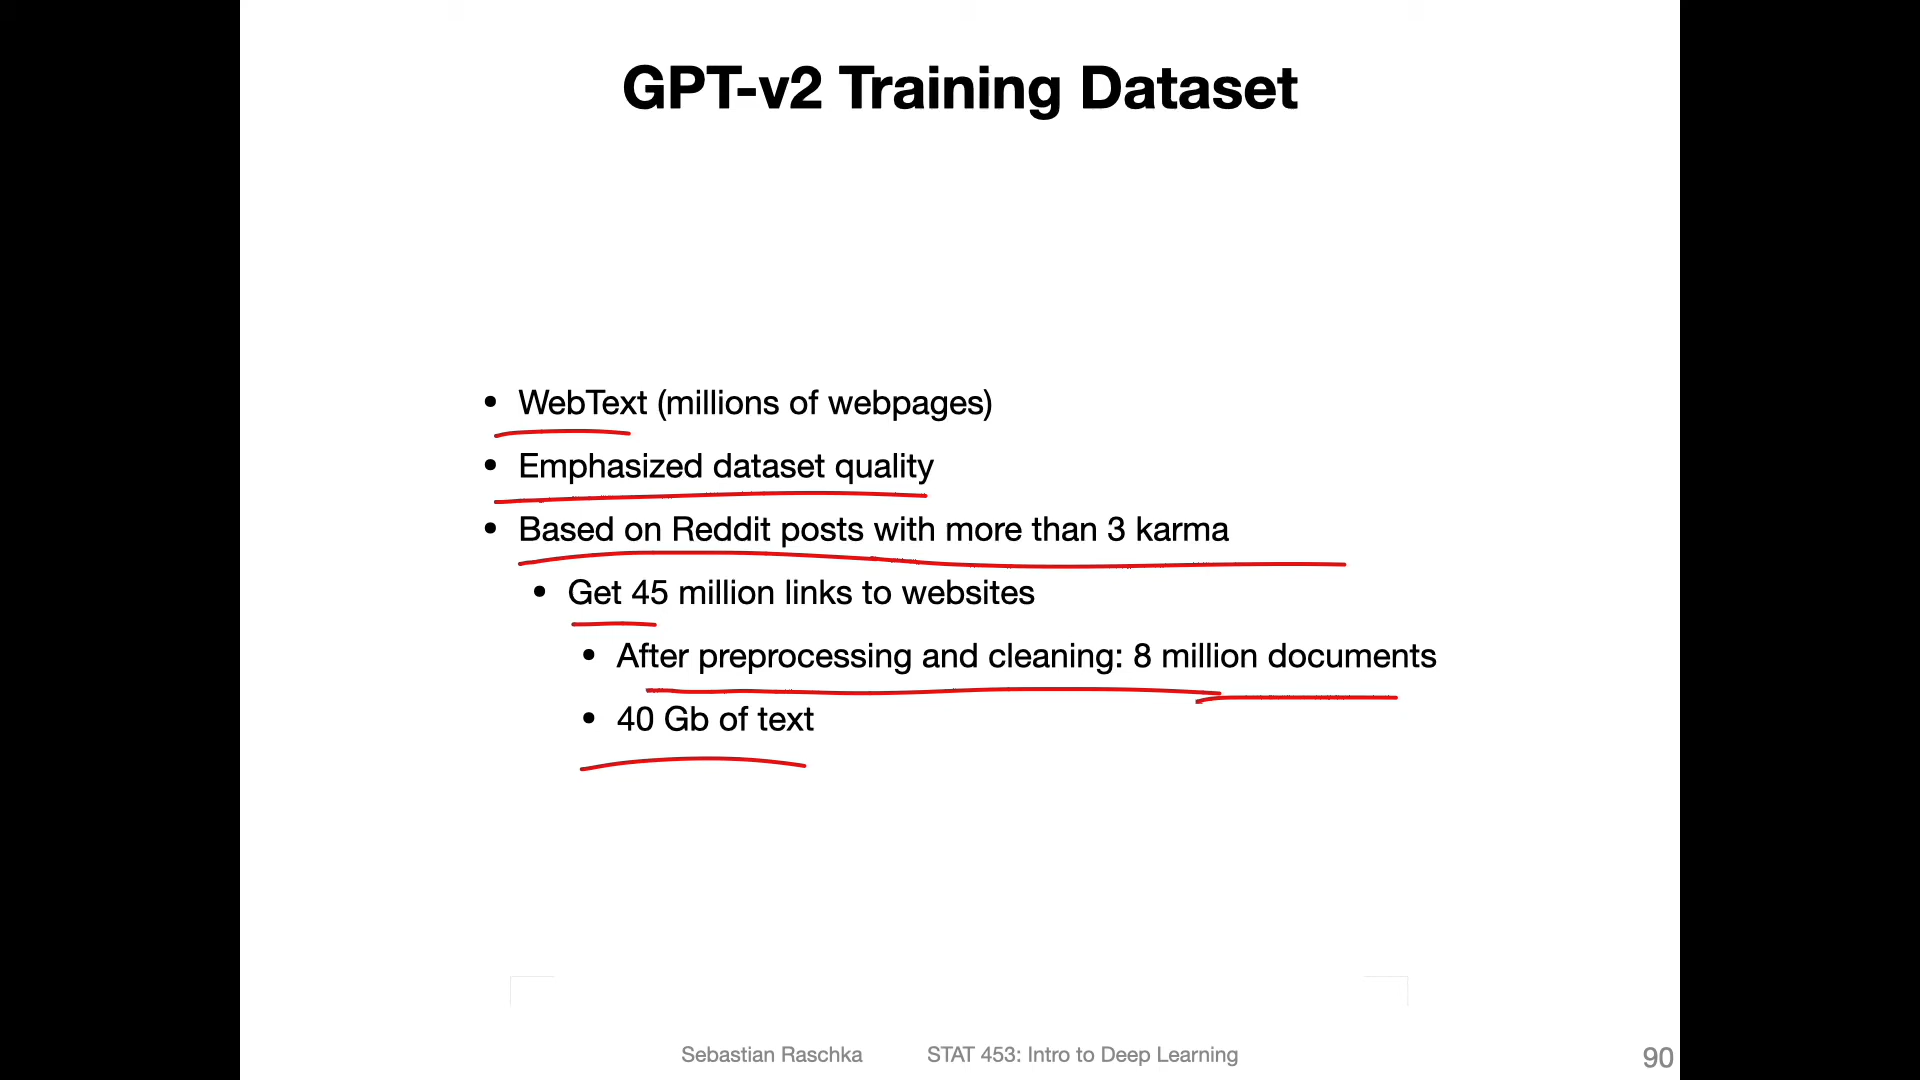 GPT-v2 Training Dataset
• WebText (millions of webpages)
• Emphasized dataset quality
• Based on Reddit posts with more than 3 karma
• Get 45 million links to websites
• After preprocessing and cleaning: 8 million documents
• 40 Gb of text
Sebastian Raschka STAT 453: Intro to Deep Learning 90